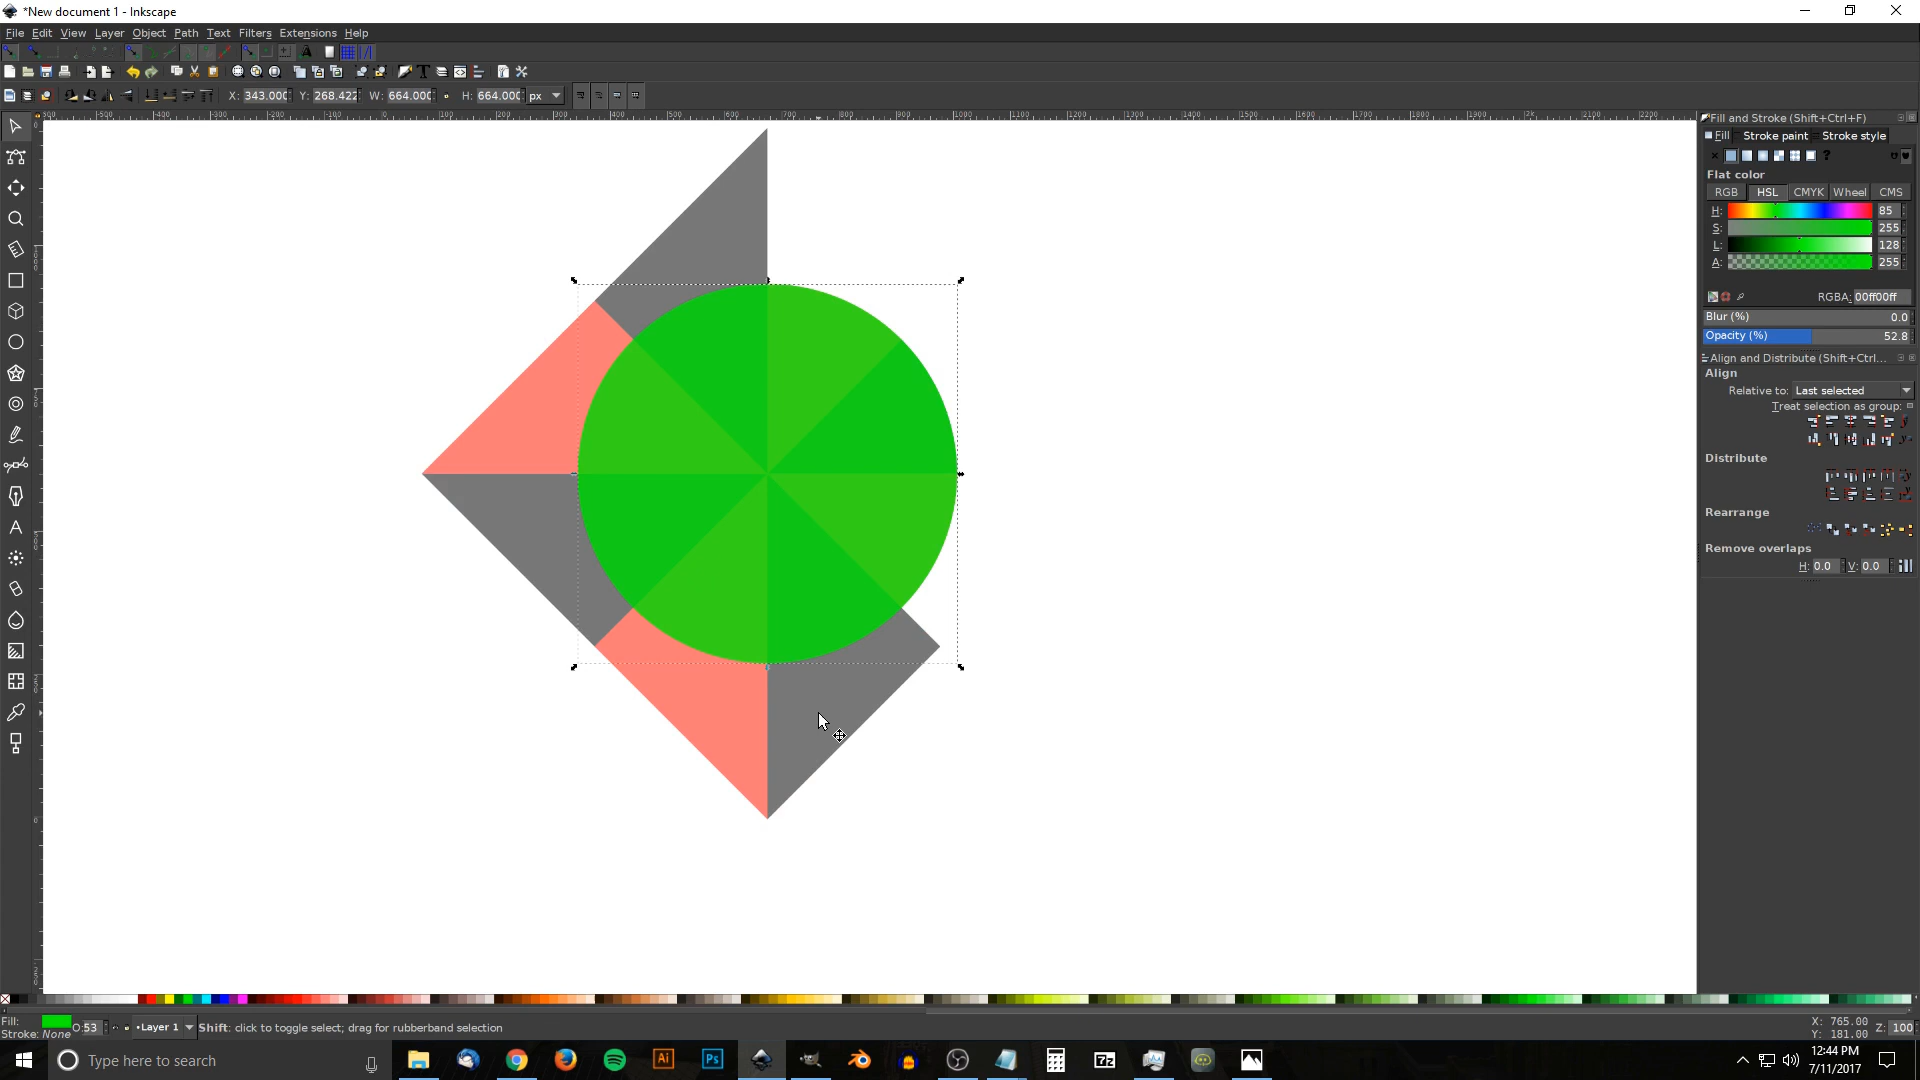 *New document 1 - Inkscape
File Edit View Layer Object Path Text Filters Extensions Help
X: 343.000 Y: 268.422 W: 664.000 H: 664.000 px
Fill and Stroke (Shift+Ctrl+F)
Fill Stroke paint Stroke style
?
Flat color
RGB HSL CMYK Wheel CMS
H: 85
S: 255
L: 128
A: 255
RGBA: 00ff00ff
Blur (%) 0.0
Opacity (%) 52.8
Align and Distribute (Shift+Ctrl...
Align
Relative to: Last selected
Treat selection as group:
Distribute
Rearrange
Remove overlaps
H: 0.0 V: 0.0
Fill: O:53 •Layer 1 Shift: click to toggle select; drag for rubberband selection X: 765.00 Z: 100
Stroke: None Y: 181.00
Type here to search
Ai Ps 7z
12:44 PM
7/11/2017